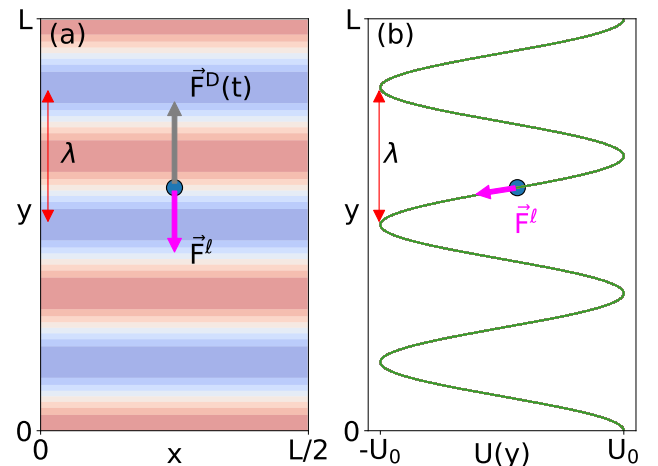 L
(a)
F⃗ᴰ(t)
λ
y
F⃗ˡ
0
0
x
L/2
L
(b)
λ
y
F⃗ˡ
0
-U₀
U(y)
U₀